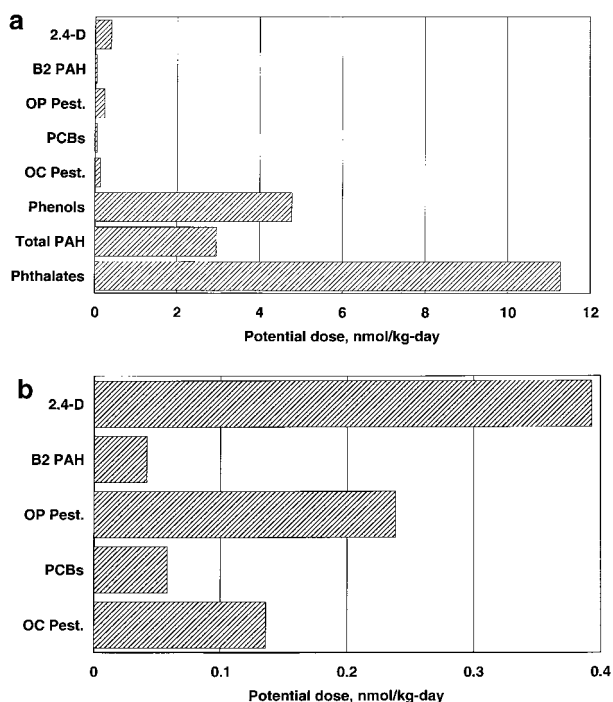 a
2.4-D
B2 PAH
OP Pest.
PCBs
OC Pest.
Phenols
Total PAH
Phthalates
0 2 4 6 8 10 12
Potential dose, nmol/kg-day
b
2.4-D
B2 PAH
OP Pest.
PCBs
OC Pest.
0 0.1 0.2 0.3 0.4
Potential dose, nmol/kg-day